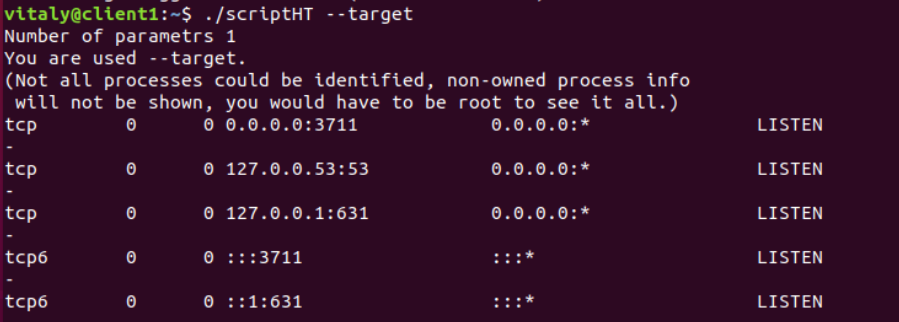 vitaly@client1:~$ ./scriptHT --target
Number of parametrs 1
You are used --target.
(Not all processes could be identified, non-owned process info
 will not be shown, you would have to be root to see it all.)
tcp        0      0 0.0.0.0:3711            0.0.0.0:*               LISTEN
-
tcp        0      0 127.0.0.53:53           0.0.0.0:*               LISTEN
-
tcp        0      0 127.0.0.1:631           0.0.0.0:*               LISTEN
-
tcp6       0      0 :::3711                 :::*                    LISTEN
-
tcp6       0      0 ::1:631                 :::*                    LISTEN